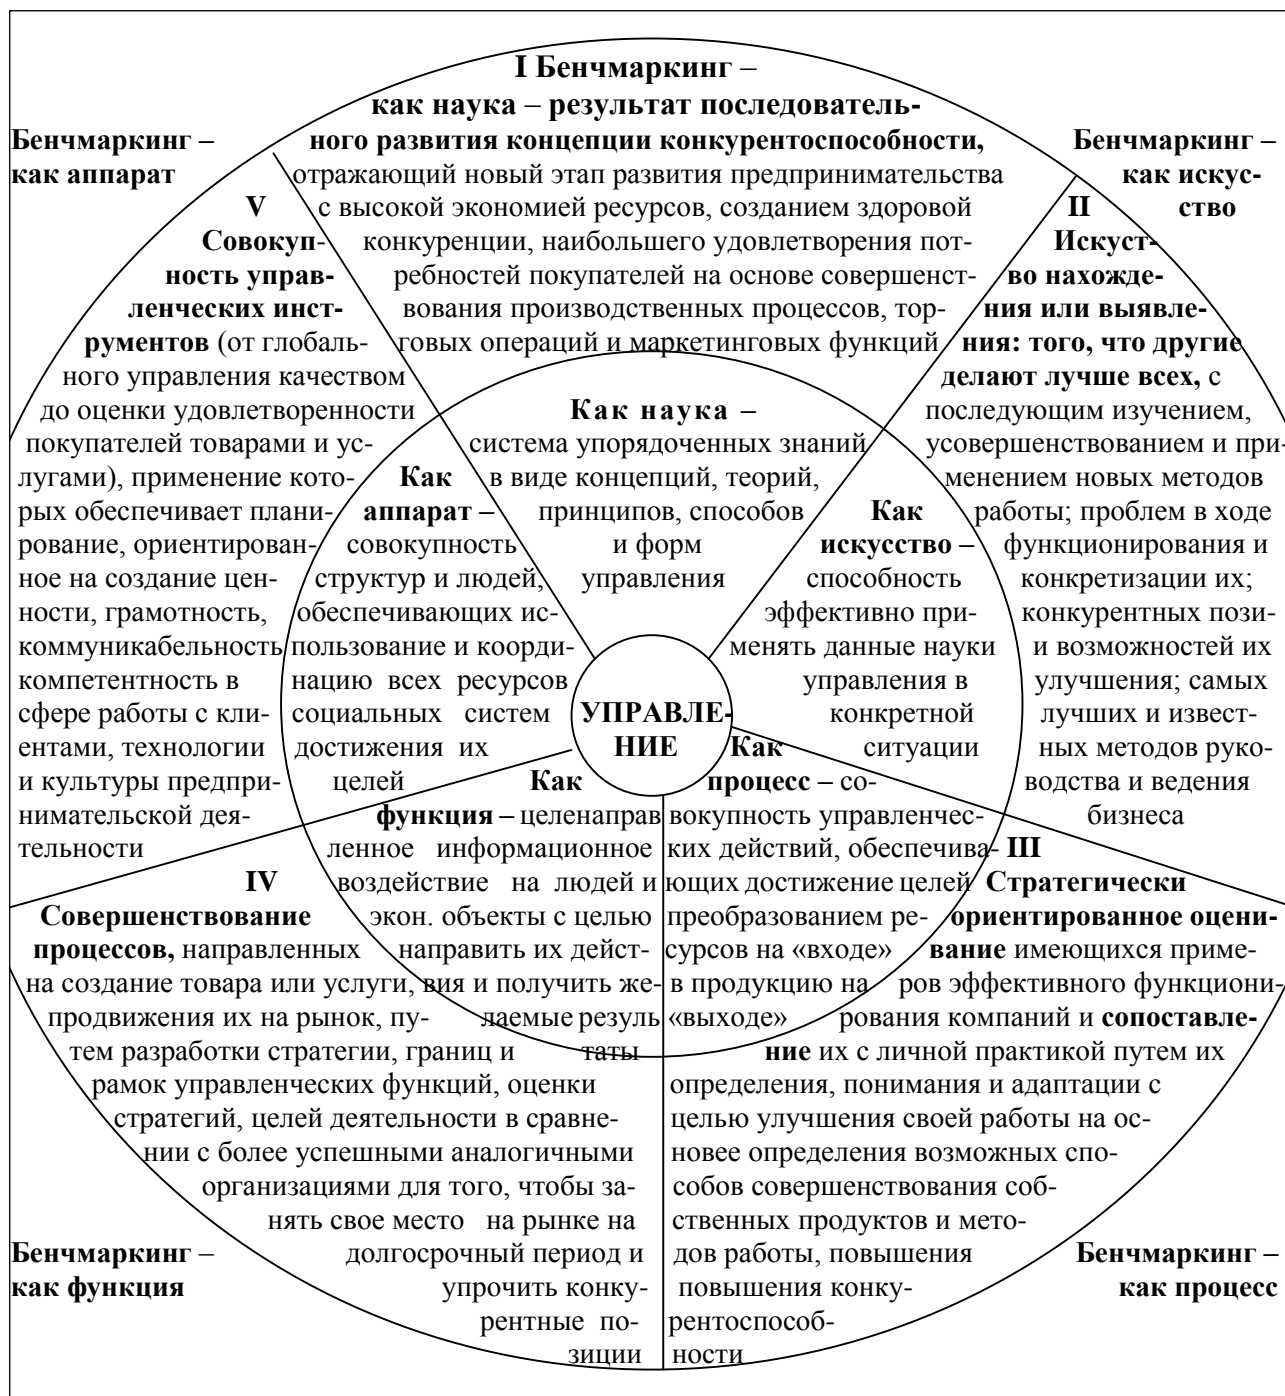 I Бенчмаркинг –
как наука – результат последователь-
ного развития концепции конкурентоспособности,
отражающий новый этап развития предпринимательства
с высокой экономией ресурсов, созданием здоровой
конкуренции, наибольшего удовлетворения пот-
ребностей покупателей на основе совершенст-
вования производственных процессов, тор-
говых операций и маркетинговых функций
Бенчмаркинг –
как искус-
ство
II
Искуст-
во нахожде-
ния или выявле-
ния: того, что другие
делают лучше всех, с
последующим изучением,
усовершенствованием и при-
менением новых методов
работы; проблем в ходе
функционирования и
конкретизации их;
конкурентных пози-
и возможностей их
улучшения; самых
лучших и извест-
ных методов руко-
водства и ведения
бизнеса
III
Стратегически
ориентированное оцени-
вание имеющихся приме-
ров эффективного функциони-
рования компаний и сопоставле-
ние их с личной практикой путем их
определения, понимания и адаптации с
целью улучшения своей работы на ос-
новее определения возможных спо-
собов совершенствования соб-
ственных продуктов и мето-
дов работы, повышения
повышения конку-
рентоспособ-
ности
Бенчмаркинг –
как процесс
IV
Совершенствование
процессов, направленных
на создание товара или услуги,
продвижения их на рынок, пу-
тем разработки стратегии, границ и
рамок управленческих функций, оценки
стратегий, целей деятельности в сравне-
нии с более успешными аналогичными
организациями для того, чтобы за-
нять свое место на рынке на
долгосрочный период и
упрочить конку-
рентные по-
зиции
Бенчмаркинг –
как функция
Бенчмаркинг –
как аппарат
V
Совокуп-
ность управ-
ленческих инст-
рументов (от глобаль-
ного управления качеством
до оценки удовлетворенности
покупателей товарами и ус-
лугами), применение кото-
рых обеспечивает плани-
рование, ориентирован-
ное на создание цен-
ности, грамотность,
коммуникабельность
компетентность в
сфере работы с кли-
ентами, технологии
и культуры предпри-
нимательской дея-
тельности
Как наука –
система упорядоченных знаний
в виде концепций, теорий,
принципов, способов
и форм
управления
Как
искусство –
способность
эффективно при-
менять данные науки
управления в
конкретной
ситуации
Как
процесс – со-
вокупность управленчес-
ких действий, обеспечива-
ющих достижение целей
преобразованием ре-
сурсов на «входе»
в продукцию на
«выходе»
Как
функция – целенаправ
ленное информационное
воздействие на людей и
экон. объекты с целью
направить их дейст-
вия и получить же-
лаемые резуль
таты
Как
аппарат –
совокупность
структур и людей,
обеспечивающих ис-
пользование и коорди-
нацию всех ресурсов
социальных систем
достижения их
целей
УПРАВЛЕ-
НИЕ